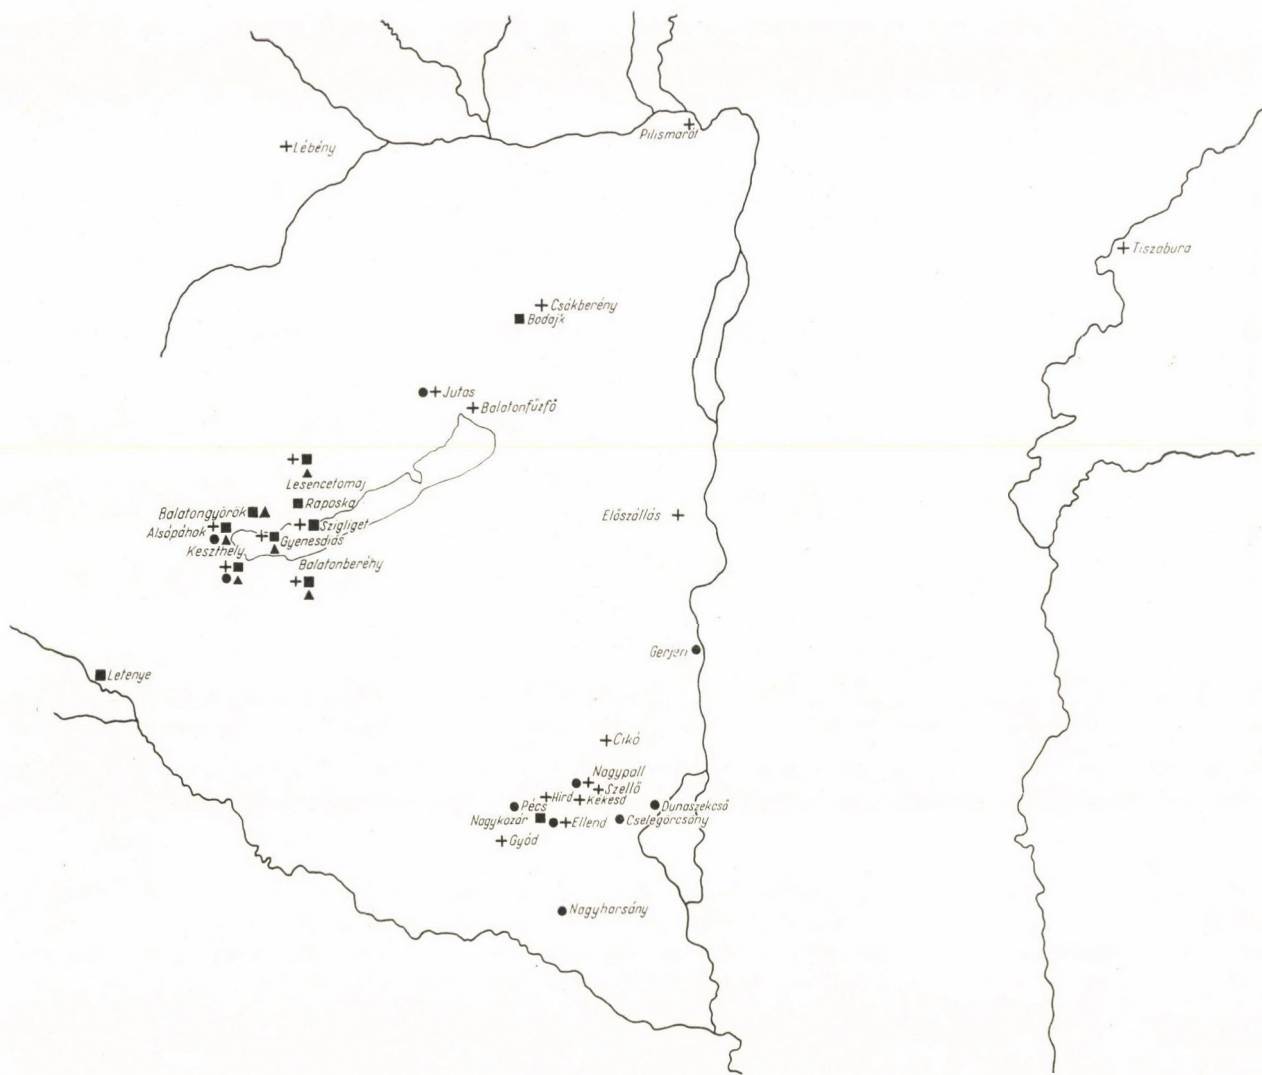 Pilismarót
Lébény
Tiszabura
Csákberény
Bodajk
Jutas
Balatonfűzfő
Lesencetomaj
Raposka
Balatongyörök
Szigliget
Előszállás
Alsópáhok
Gyenesdiás
Keszthely
Balatonberény
Gerjen
Letenye
Cikó
Nagypall
Szellő
Hird
Kékesd
Pécs
Dunaszekcső
Nagykozár
Ellend
Cselegörcsöny
Gyód
Nagyharsány